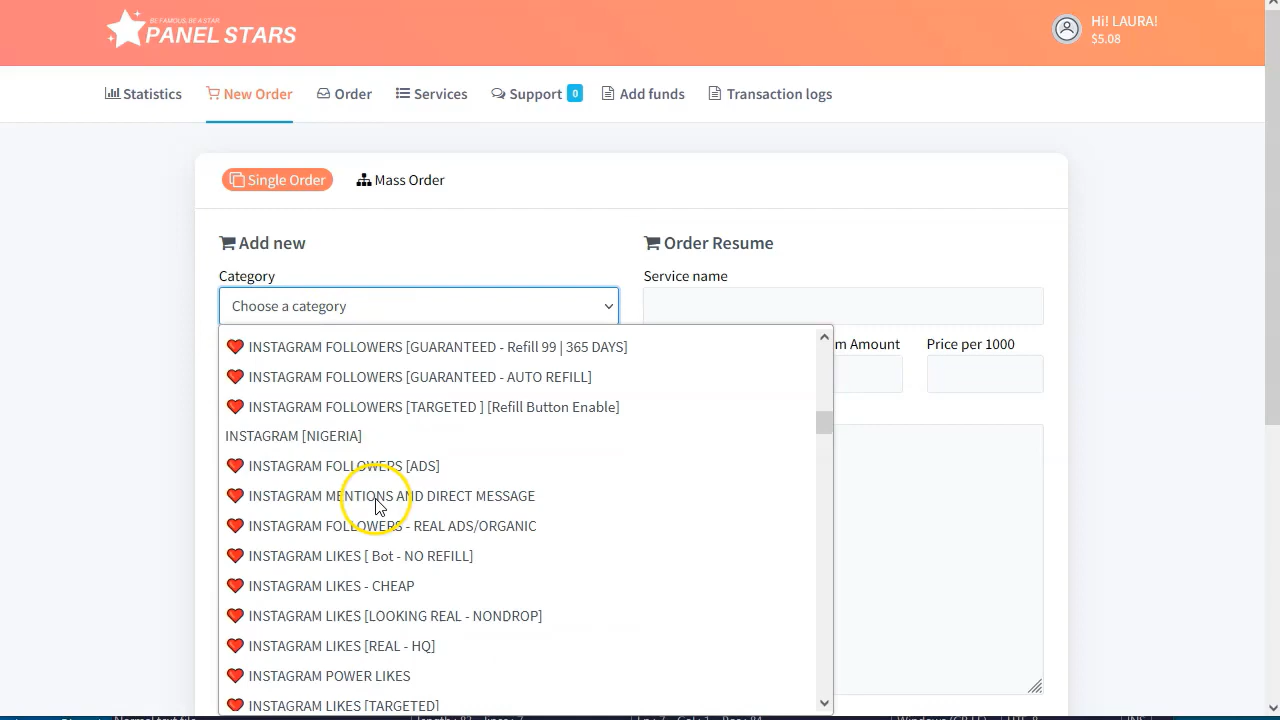 BE FAMOUS, BE A STAR
PANEL STARS
Hi! LAURA!
$5.08
Statistics
New Order
Order
Services
Support 0
Add funds
Transaction logs
Single Order
Mass Order
Add new
Order Resume
Category
Service name
Choose a category
m Amount
Price per 1000
INSTAGRAM FOLLOWERS [GUARANTEED - Refill 99 | 365 DAYS]
INSTAGRAM FOLLOWERS [GUARANTEED - AUTO REFILL]
INSTAGRAM FOLLOWERS [TARGETED ] [Refill Button Enable]
INSTAGRAM [NIGERIA]
INSTAGRAM FOLLOWERS [ADS]
INSTAGRAM MENTIONS AND DIRECT MESSAGE
INSTAGRAM FOLLOWERS - REAL ADS/ORGANIC
INSTAGRAM LIKES [ Bot - NO REFILL]
INSTAGRAM LIKES - CHEAP
INSTAGRAM LIKES [LOOKING REAL - NONDROP]
INSTAGRAM LIKES [REAL - HQ]
INSTAGRAM POWER LIKES
INSTAGRAM LIKES [TARGETED]